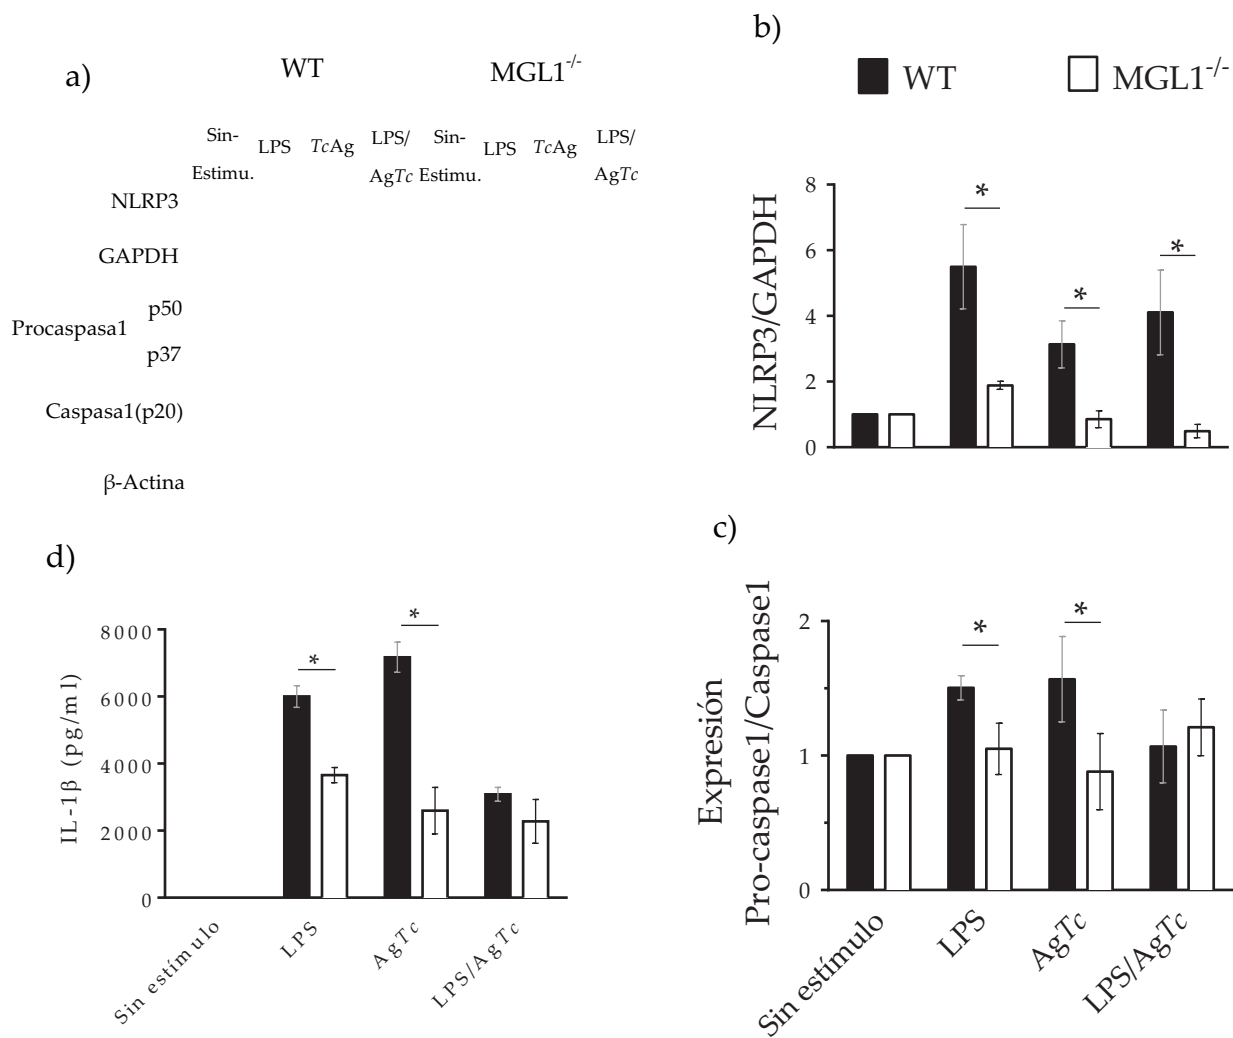 a)
WT
MGL1-/-
Sin-
Estimu.
LPS
TcAg
LPS/
AgTc
Sin-
Estimu.
LPS
TcAg
LPS/
AgTc
NLRP3
GAPDH
Procaspasa1
p50
p37
Caspasa1(p20)
β-Actina
b)
WT
MGL1-/-
NLRP3/GAPDH
8
6
4
2
0
*
*
*
d)
IL-1β (pg/ml)
8000
6000
4000
2000
0
*
*
Sin estímulo
LPS
AgTc
LPS/AgTc
c)
Expresión
Pro-caspase1/Caspase1
2
1
0
*
*
Sin estímulo
LPS
AgTc
LPS/AgTc